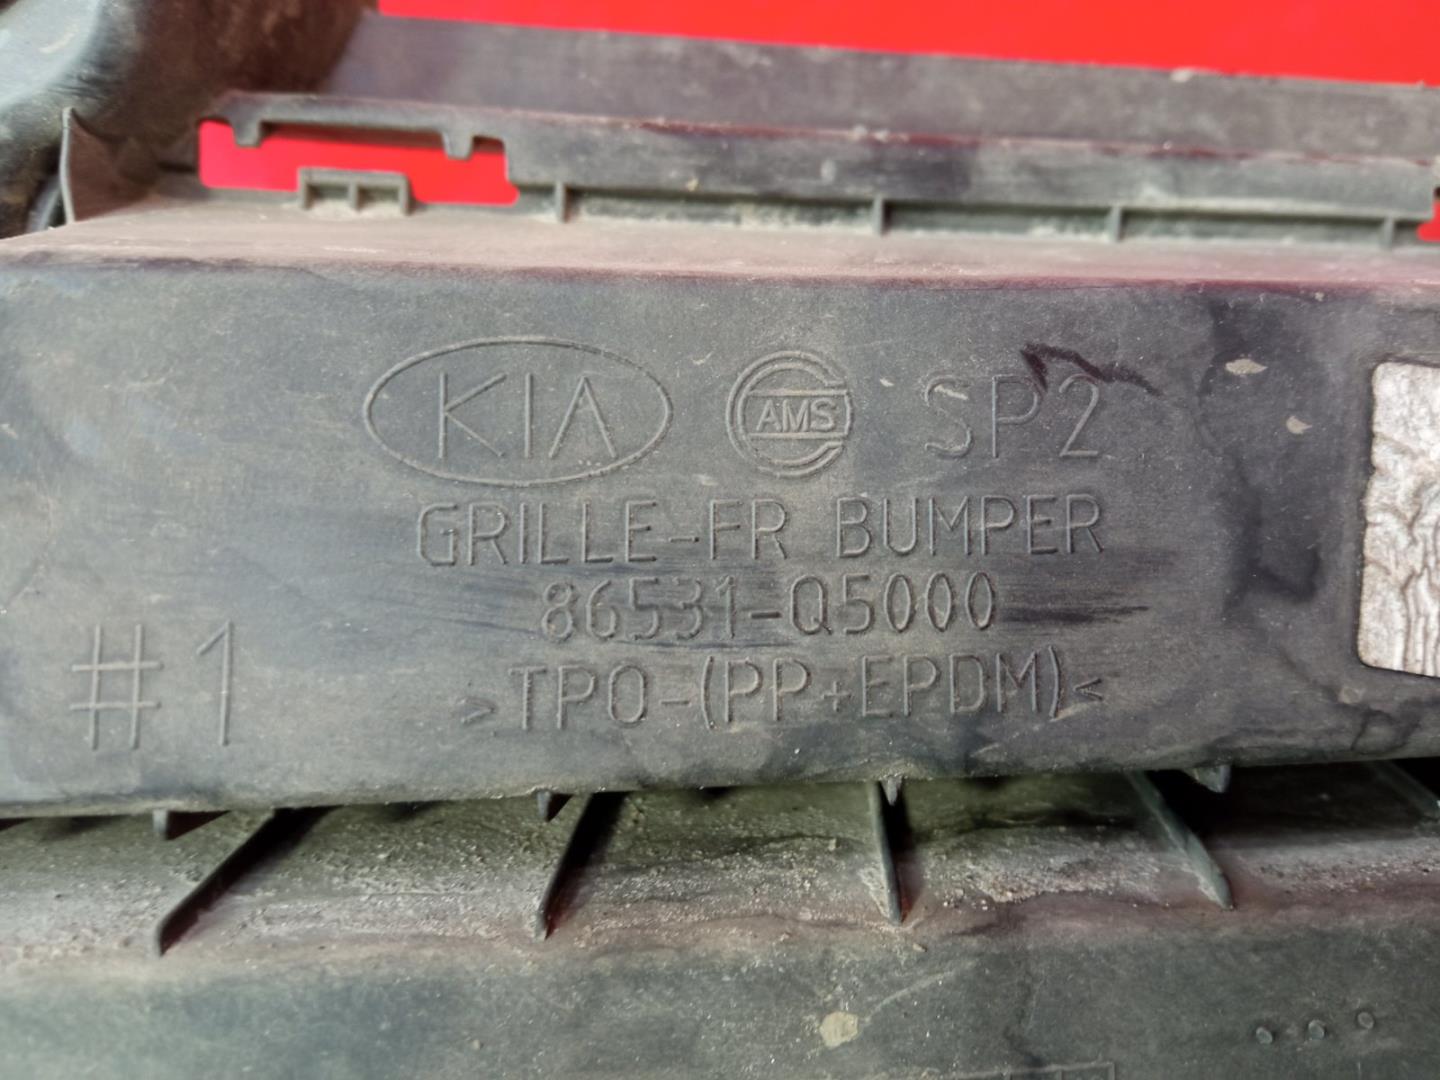 KIA AMS SP2
GRILLE-FR BUMPER
86531-Q5000
#1
>TPO-(PP+EPDM)<